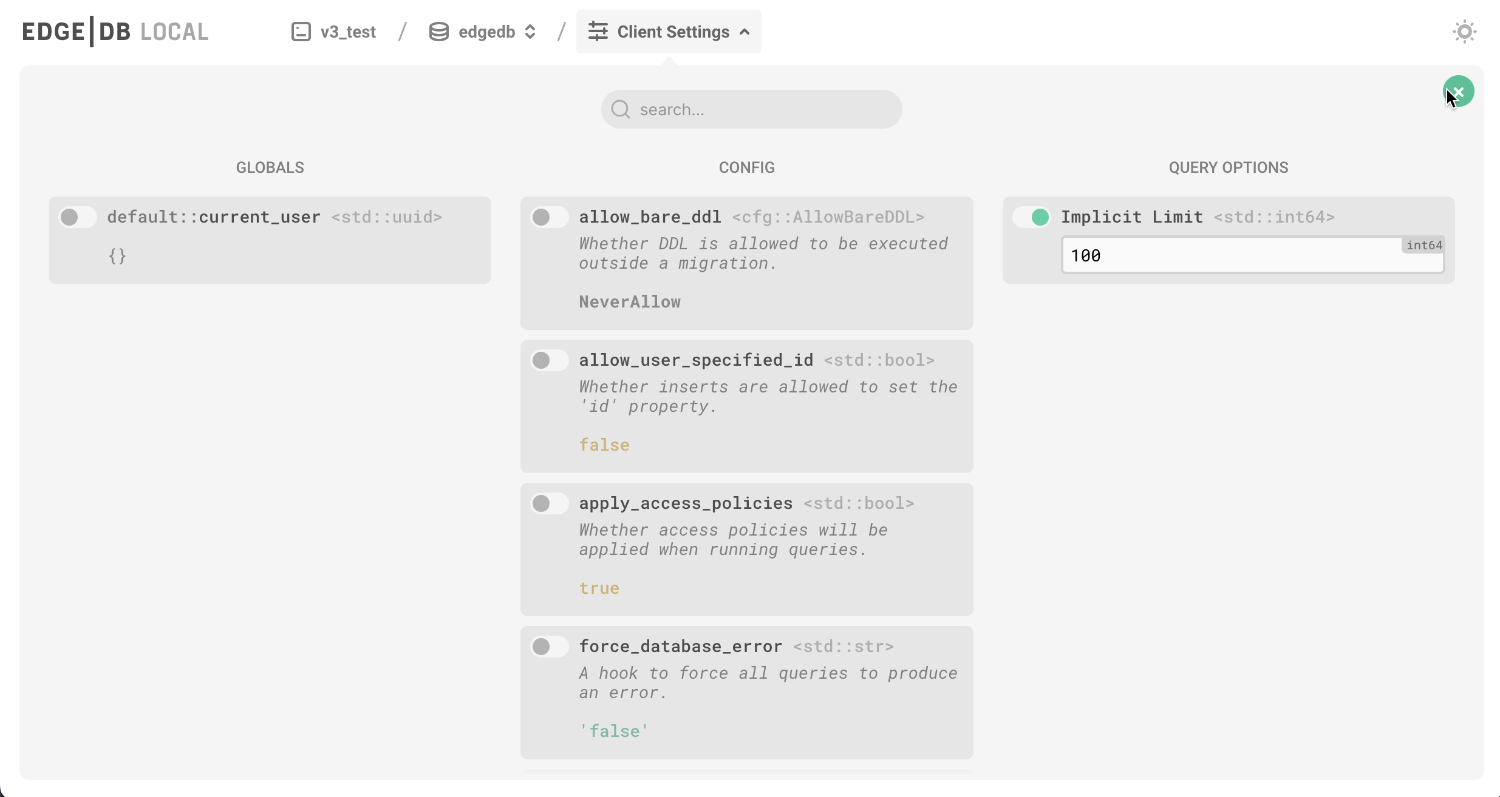 EDGE|DB LOCAL
v3_test / edgedb / Client Settings
search...
GLOBALS
default::current_user <std::uuid>
{}
CONFIG
allow_bare_ddl <cfg::AllowBareDDL>
Whether DDL is allowed to be executed
outside a migration.
NeverAllow
allow_user_specified_id <std::bool>
Whether inserts are allowed to set the
'id' property.
false
apply_access_policies <std::bool>
Whether access policies will be
applied when running queries.
true
force_database_error <std::str>
A hook to force all queries to produce
an error.
'false'
QUERY OPTIONS
Implicit Limit <std::int64>
100
int64